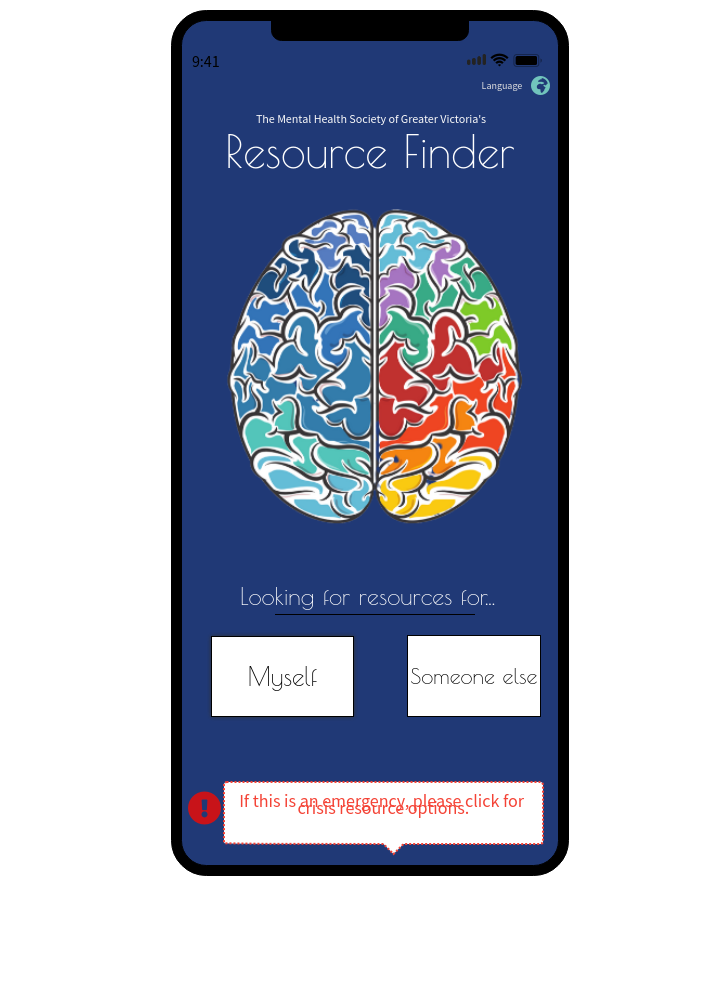 9:41
Language
The Mental Health Society of Greater Victoria's
Resource Finder
Looking for resources for...
Myself
Someone else
If this is an emergency, please click for
crisis resource options.